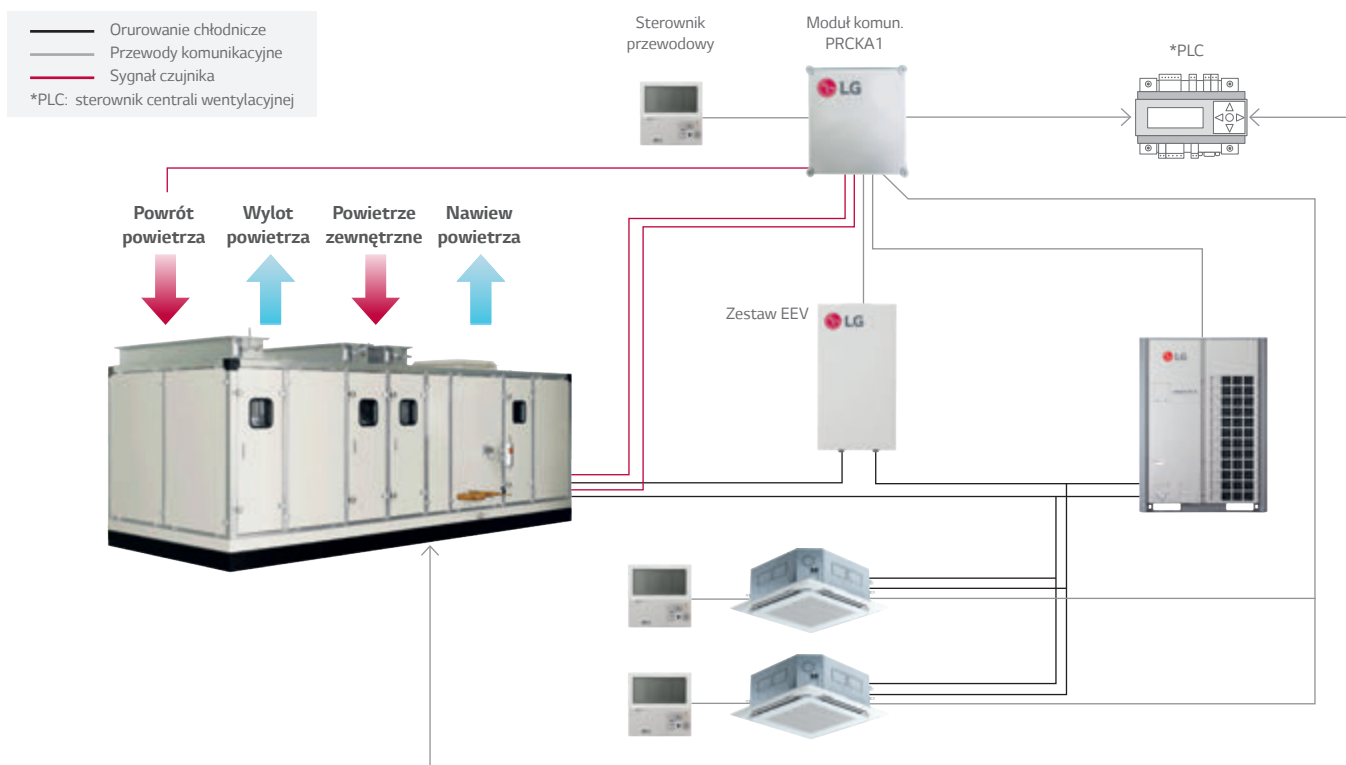 Orurowanie chłodnicze
Przewody komunikacyjne
Sygnał czujnika
*PLC: sterownik centrali wentylacyjnej
Sterownik
przewodowy
Moduł komun.
PRCKA1
*PLC
LG
Powrót
powietrza
Wylot
powietrza
Powietrze
zewnętrzne
Nawiew
powietrza
Zestaw EEV
LG
LG